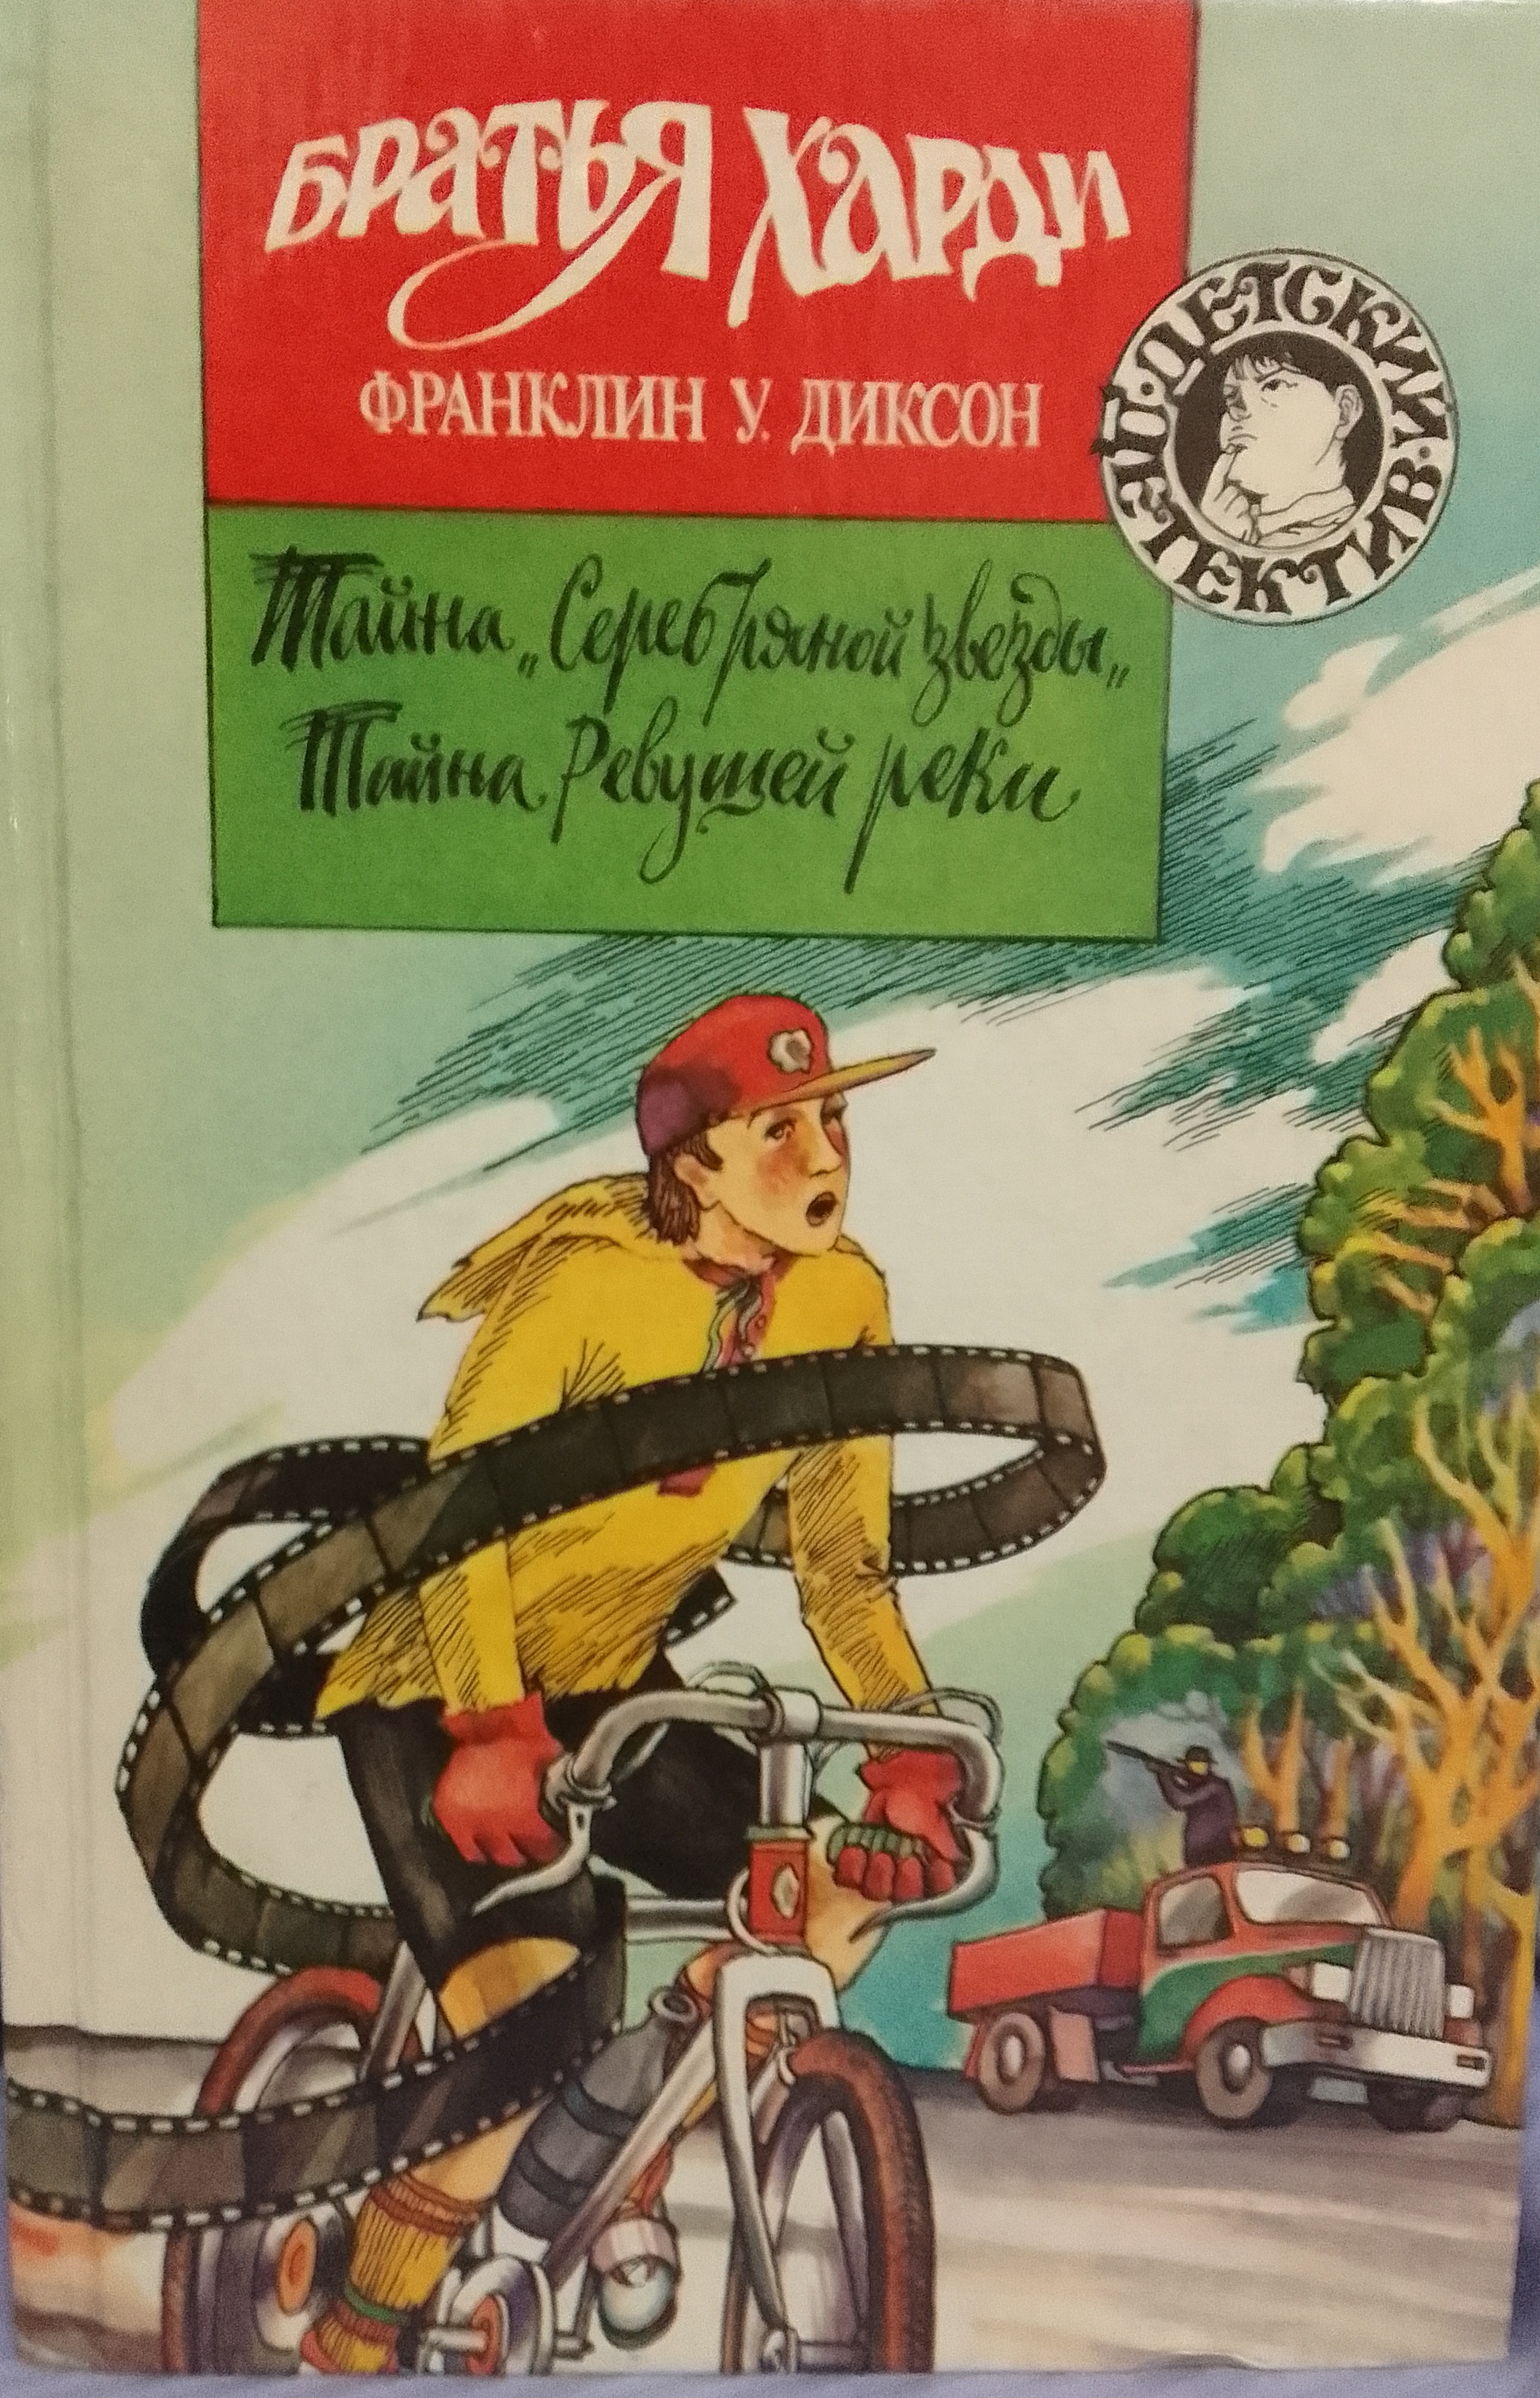 БРАТЬЯ ХАРДИ
ФРАНКЛИН У. ДИКСОН
ДЕТСКИЙ • ДЕТЕКТИВ •
Тайна „Серебряной звезды„
Тайна Ревущей реки